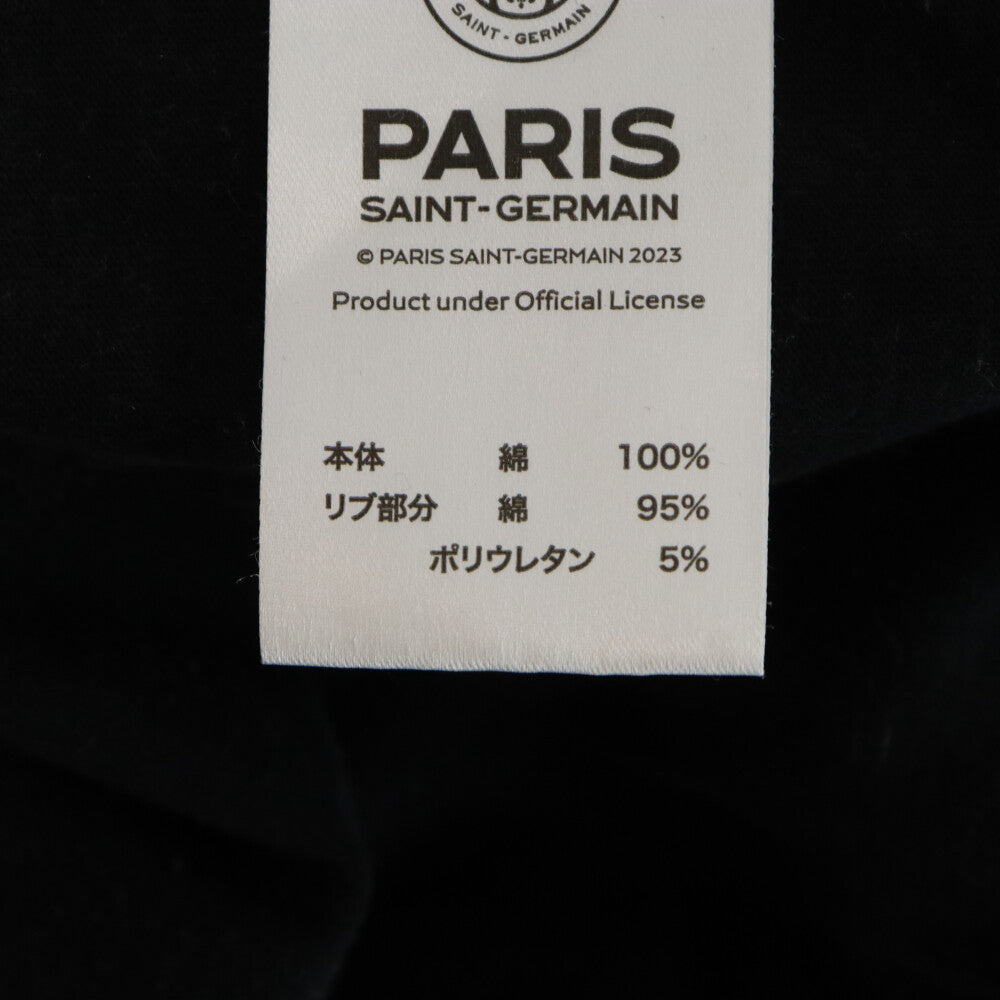 SAINT - GERMAIN
PARIS
SAINT-GERMAIN
© PARIS SAINT-GERMAIN 2023
Product under Official License
本体 綿 100%
リブ部分 綿 95%
ポリウレタン 5%